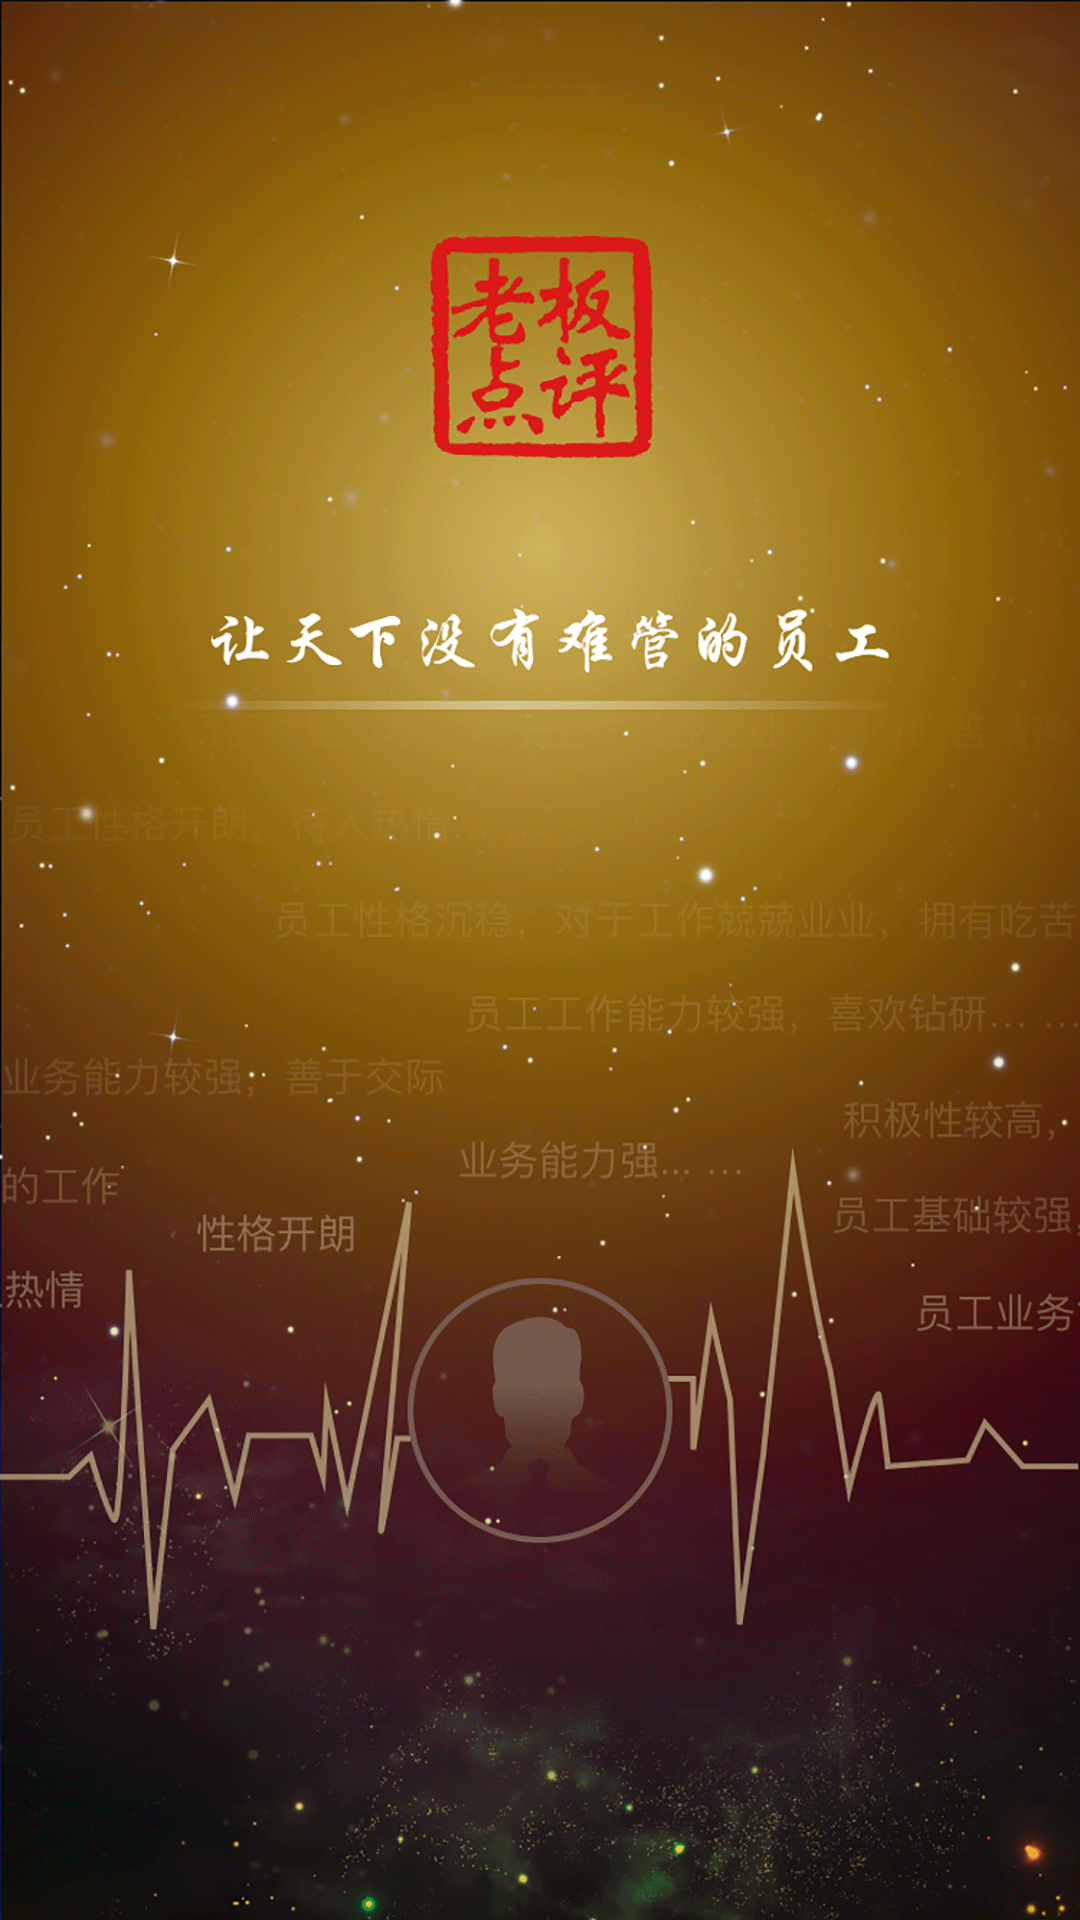 老板
点评
让天下没有难管的员工
员工性格开朗，待人热情... ...
员工性格沉稳，对于工作兢兢业业，拥有吃苦
员工工作能力较强，喜欢钻研... ...
业务能力较强，善于交际
积极性较高，
业务能力强... ...
的工作
员工基础较强，
性格开朗
热情
员工业务